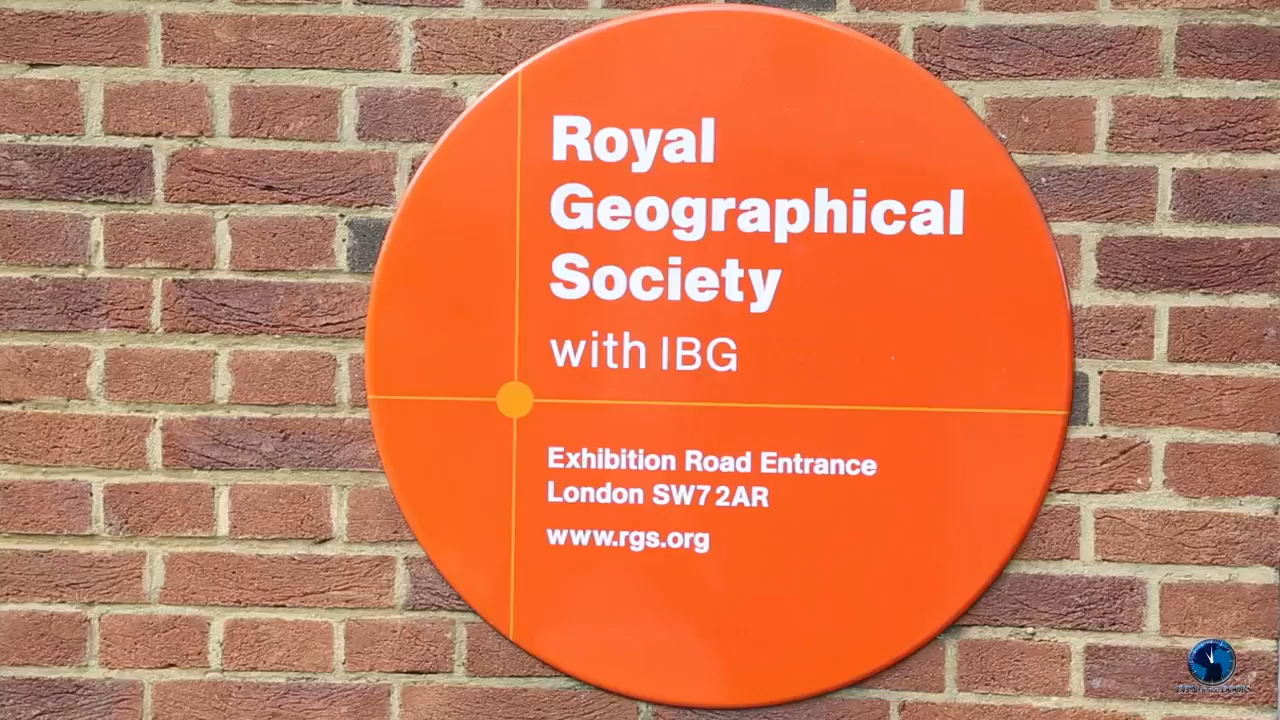 Royal
Geographical
Society
with IBG
Exhibition Road Entrance
London SW7 2AR
www.rgs.org